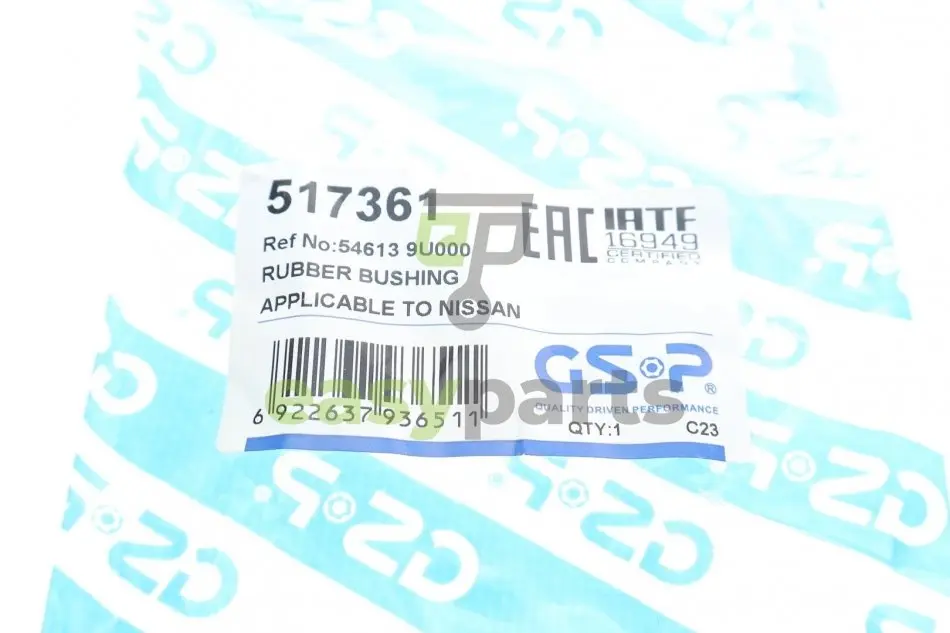 517361
Ref No:54613 9U000
RUBBER BUSHING
APPLICABLE TO NISSAN
EAC
IATF
16949
CERTIFIED
COMPANY
6 922637 936511
GSP®
QUALITY DRIVEN PERFORMANCE
QTY:1
C23
ep
easyparts